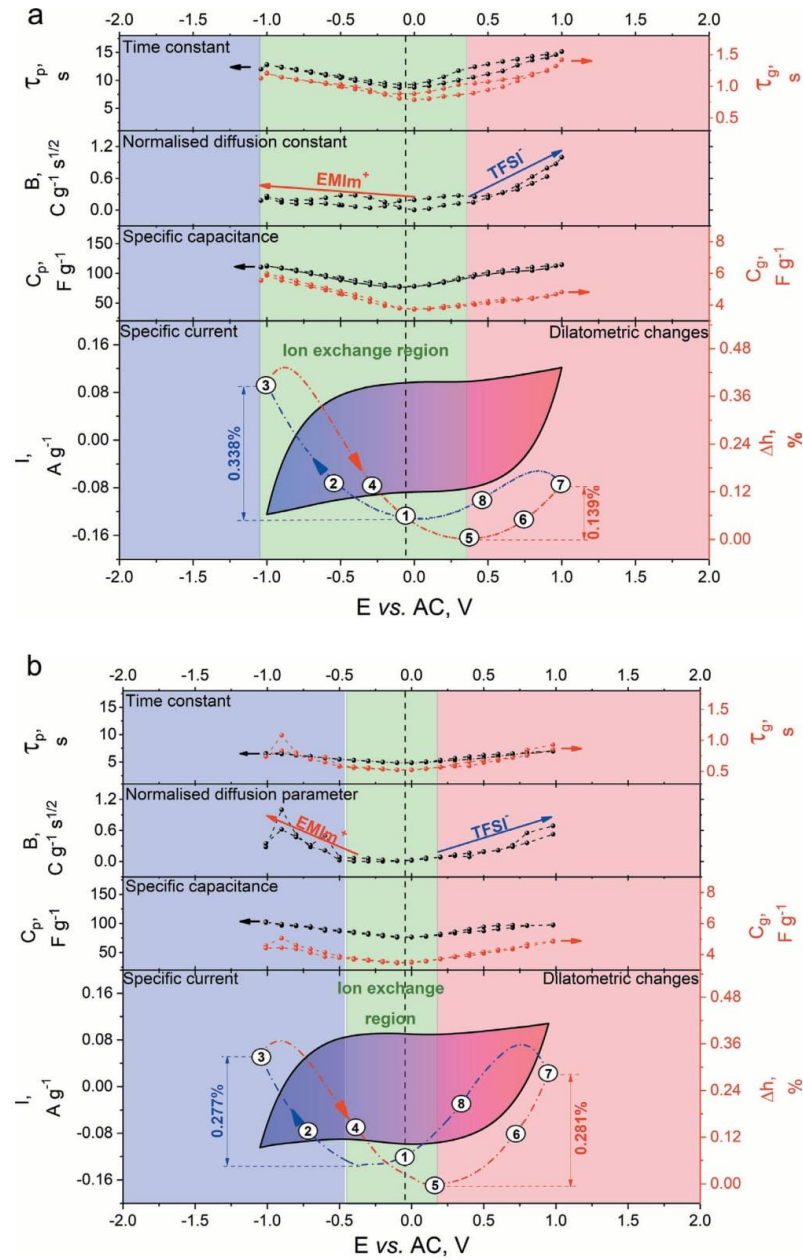 a
-2.0 -1.5 -1.0 -0.5 0.0 0.5 1.0 1.5 2.0
Time constant
τp, s
15
10
5
1.5
1.0
0.5
τg, s
Normalised diffusion constant
B, C g-1 s1/2
1.2
0.6
0.0
EMIm+
TFSI-
Specific capacitance
Cp, F g-1
150
100
50
8
6
4
Cg, F g-1
Specific current
Dilatometric changes
Ion exchange region
I, A g-1
0.16
0.08
0.00
-0.08
-0.16
0.48
0.36
0.24
0.12
0.00
Δh, %
0.338%
0.139%
3
2
4
1
8
7
6
5
-2.0 -1.5 -1.0 -0.5 0.0 0.5 1.0 1.5 2.0
E vs. AC, V
b
-2.0 -1.5 -1.0 -0.5 0.0 0.5 1.0 1.5 2.0
Time constant
τp, s
15
10
5
1.5
1.0
0.5
τg, s
Normalised diffusion parameter
B, C g-1 s1/2
1.2
0.6
0.0
EMIm+
TFSI-
Specific capacitance
Cp, F g-1
150
100
50
8
6
4
Cg, F g-1
Specific current
Dilatometric changes
Ion exchange
region
I, A g-1
0.16
0.08
0.00
-0.08
-0.16
0.48
0.36
0.24
0.12
0.00
Δh, %
0.277%
0.281%
3
2
4
1
8
7
6
5
-2.0 -1.5 -1.0 -0.5 0.0 0.5 1.0 1.5 2.0
E vs. AC, V